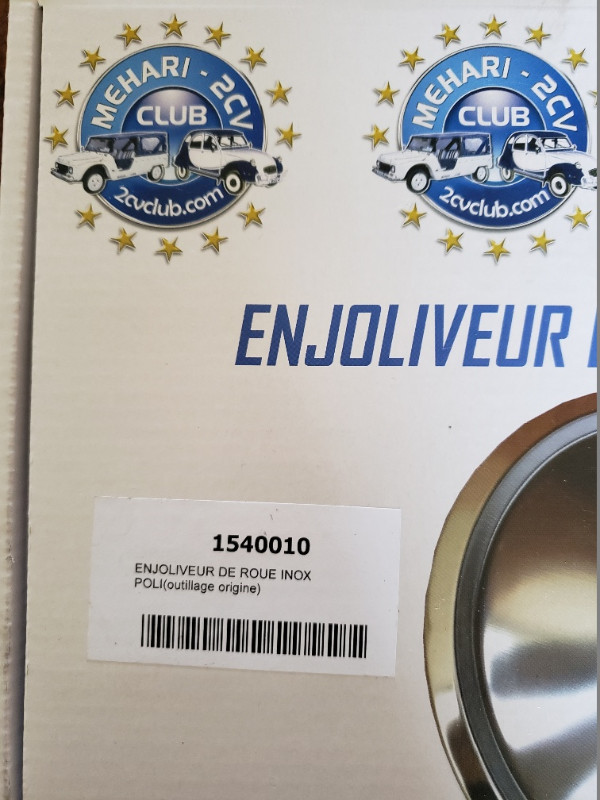 MEHARI - 2CV
CLUB
2cvclub.com
MEHARI - 2CV
CLUB
2cvclub.com
ENJOLIVEUR
1540010
ENJOLIVEUR DE ROUE INOX
POLI(outillage origine)